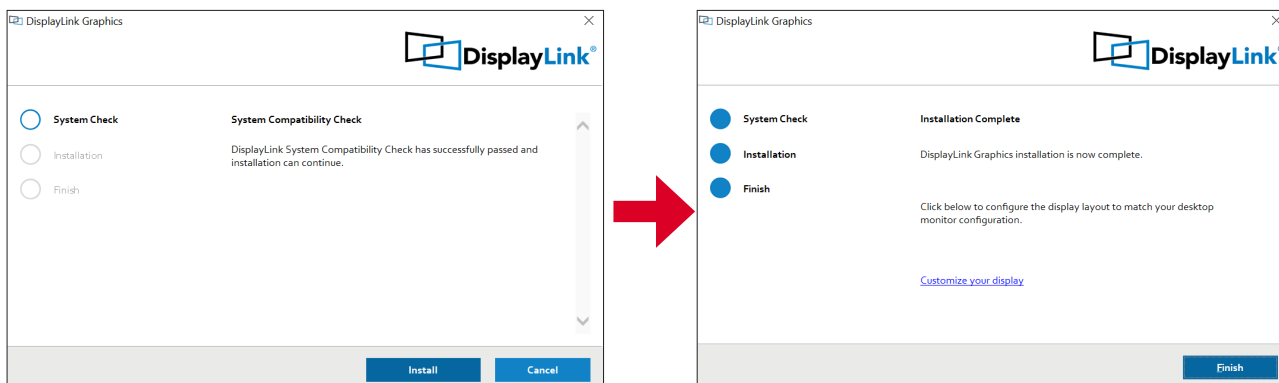 DisplayLink Graphics
DisplayLink®
System Check
Installation
Finish
System Compatibility Check
DisplayLink System Compatibility Check has successfully passed and
installation can continue.
Install
Cancel
DisplayLink Graphics
DisplayLink
System Check
Installation
Finish
Installation Complete
DisplayLink Graphics installation is now complete.
Click below to configure the display layout to match your desktop
monitor configuration.
Customize your display
Finish